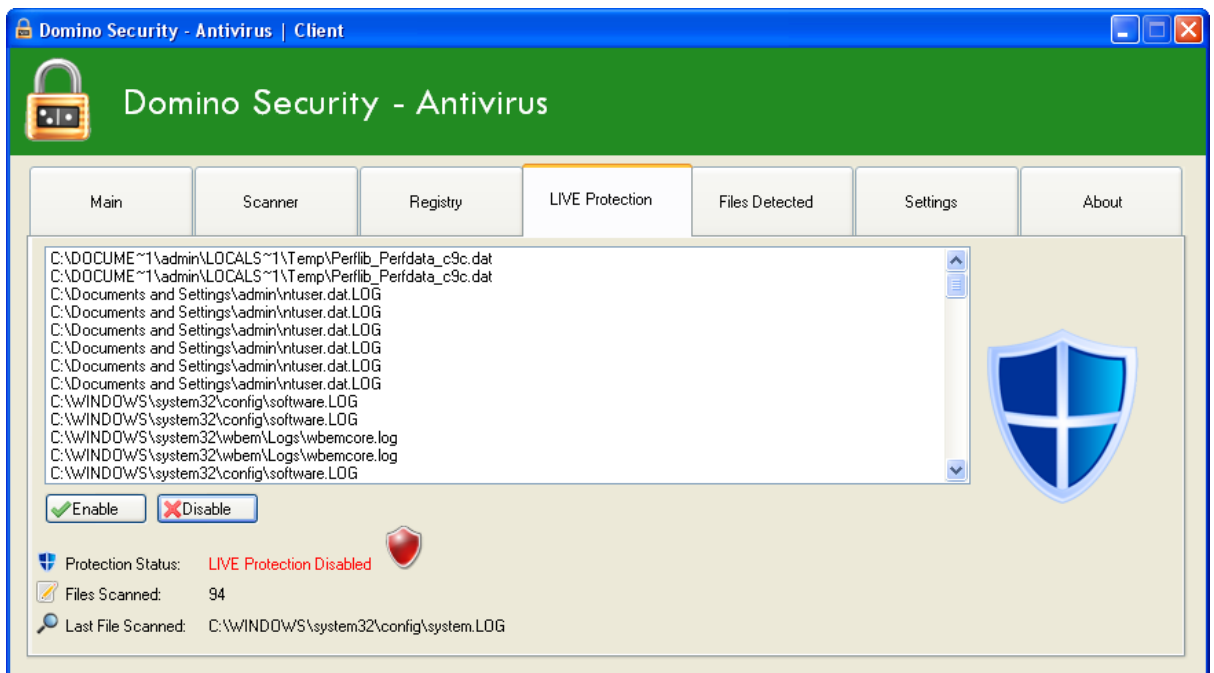 Domino Security - Antivirus | Client
Domino Security - Antivirus
Main
Scanner
Registry
LIVE Protection
Files Detected
Settings
About
C:\DOCUME~1\admin\LOCALS~1\Temp\Perflib_Perfdata_c9c.dat
C:\DOCUME~1\admin\LOCALS~1\Temp\Perflib_Perfdata_c9c.dat
C:\Documents and Settings\admin\ntuser.dat.LOG
C:\Documents and Settings\admin\ntuser.dat.LOG
C:\Documents and Settings\admin\ntuser.dat.LOG
C:\Documents and Settings\admin\ntuser.dat.LOG
C:\Documents and Settings\admin\ntuser.dat.LOG
C:\Documents and Settings\admin\ntuser.dat.LOG
C:\WINDOWS\system32\config\software.LOG
C:\WINDOWS\system32\config\software.LOG
C:\WINDOWS\system32\wbem\Logs\wbemcore.log
C:\WINDOWS\system32\wbem\Logs\wbemcore.log
C:\WINDOWS\system32\config\software.LOG
Enable
Disable
Protection Status: LIVE Protection Disabled
Files Scanned: 94
Last File Scanned: C:\WINDOWS\system32\config\system.LOG